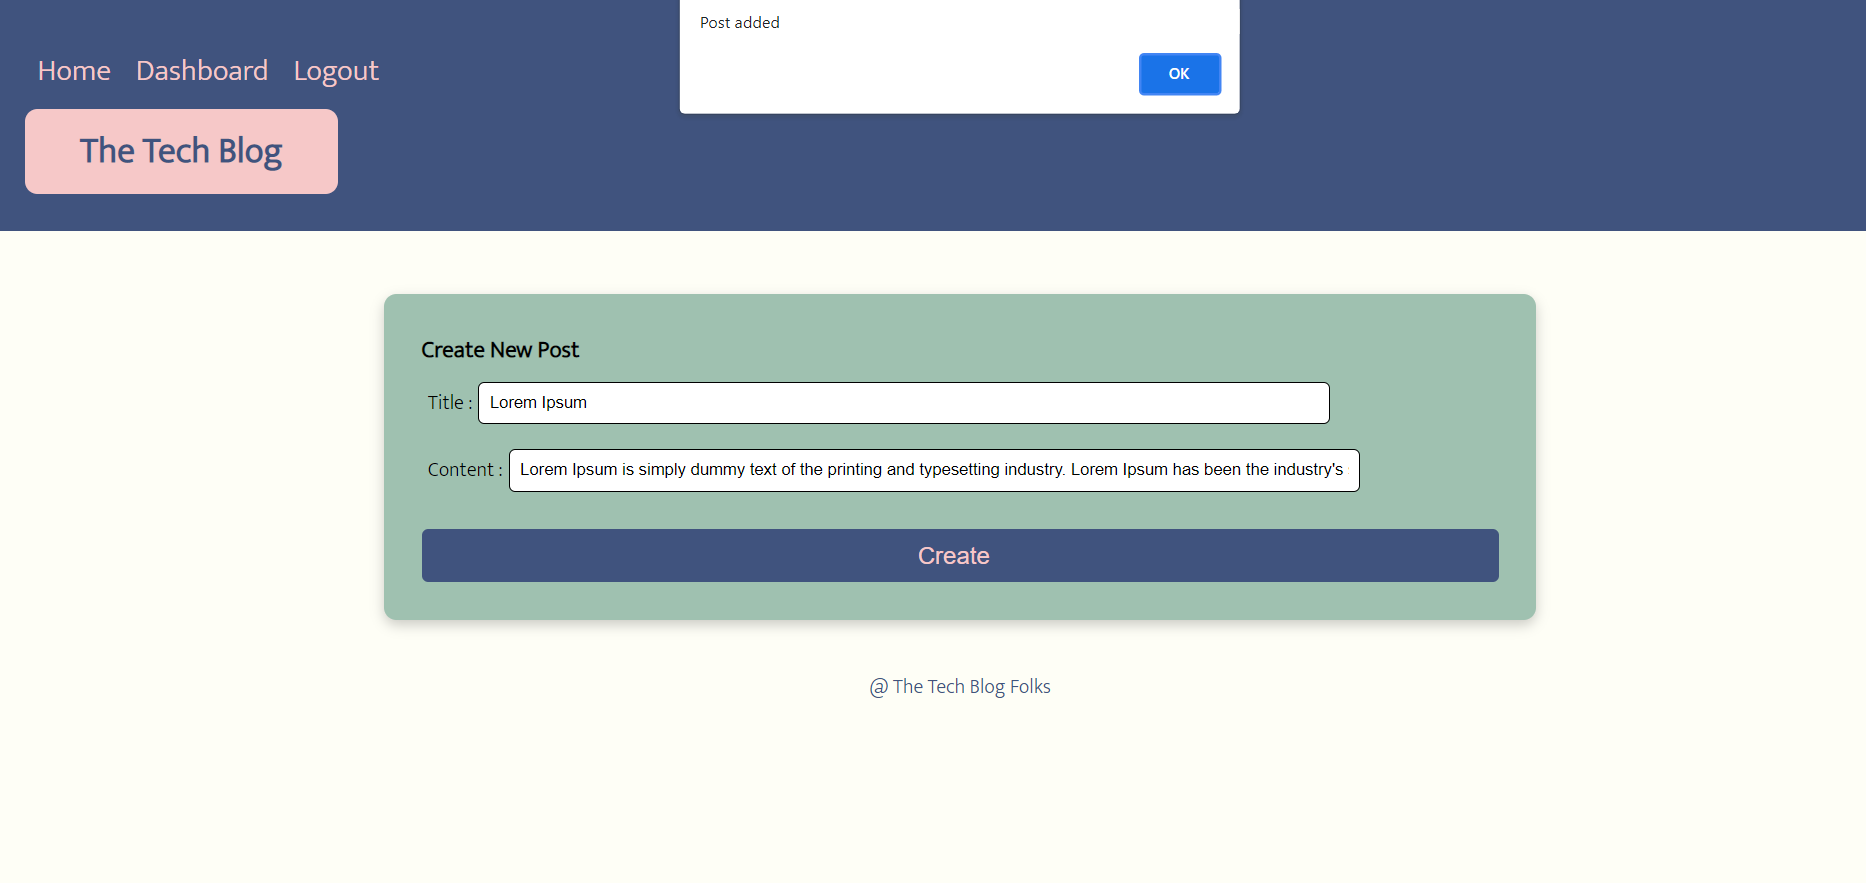 Post added
OK
Home Dashboard Logout
The Tech Blog
Create New Post
Title : Lorem Ipsum
Content : Lorem Ipsum is simply dummy text of the printing and typesetting industry. Lorem Ipsum has been the industry's
Create
@ The Tech Blog Folks